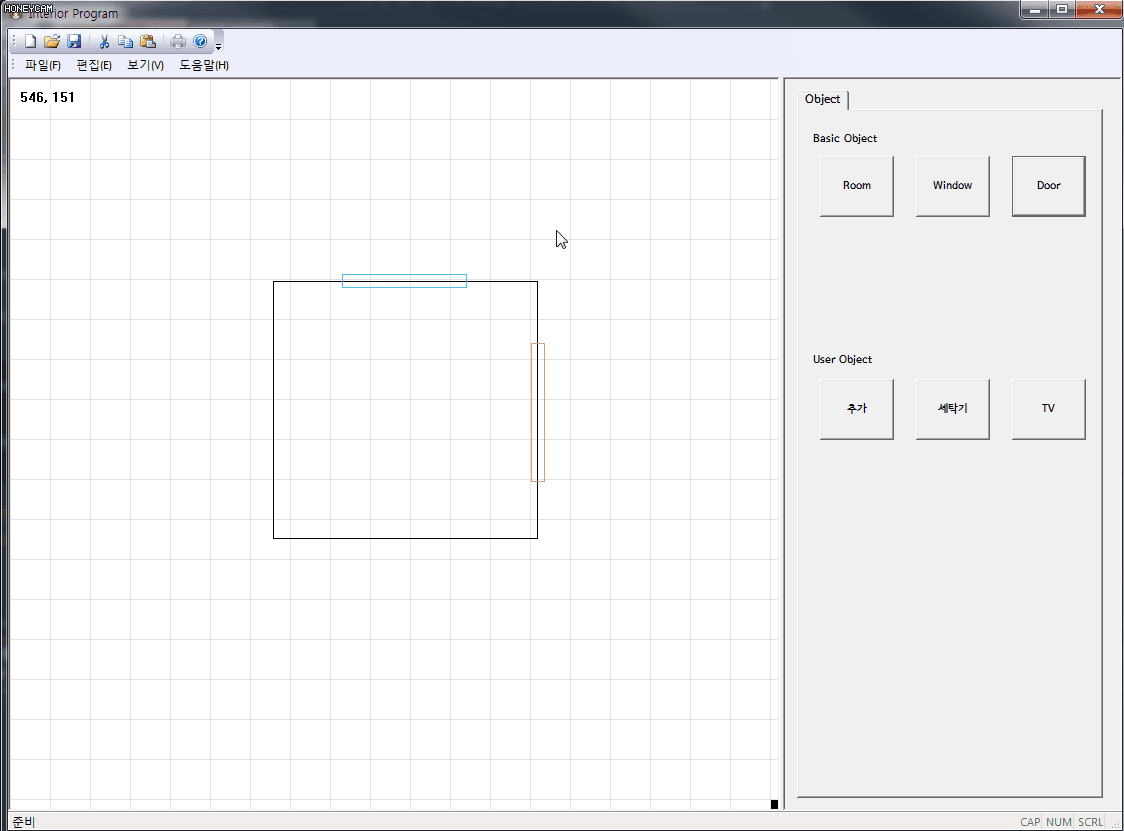 HONEYCAM
Interior Program
파일(F) 편집(E) 보기(V) 도움말(H)
546, 151
Object
Basic Object
Room Window Door
User Object
추가 세탁기 TV
준비 CAP NUM SCRL